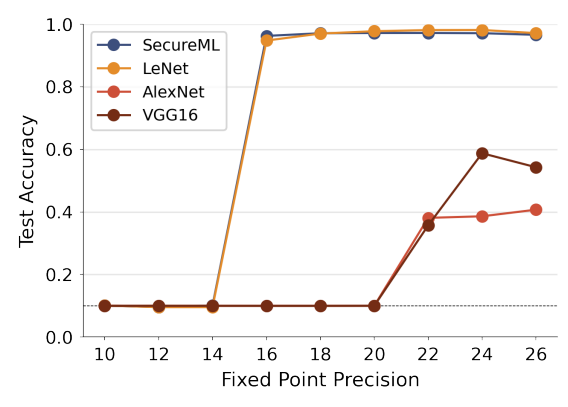 1.0
0.8
0.6
0.4
0.2
0.0
Test Accuracy
SecureML
LeNet
AlexNet
VGG16
10 12 14 16 18 20 22 24 26
Fixed Point Precision